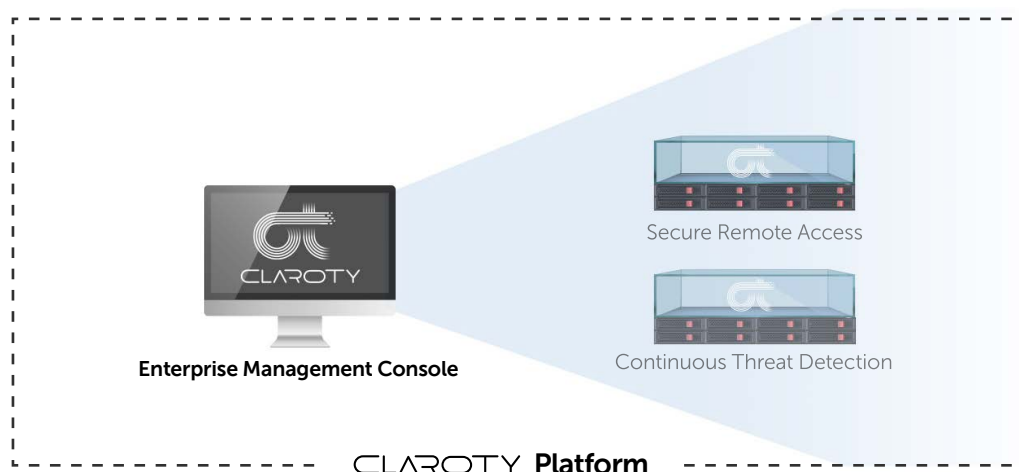 CLAROTY
Enterprise Management Console
Secure Remote Access
Continuous Threat Detection
CLAROTY Platform